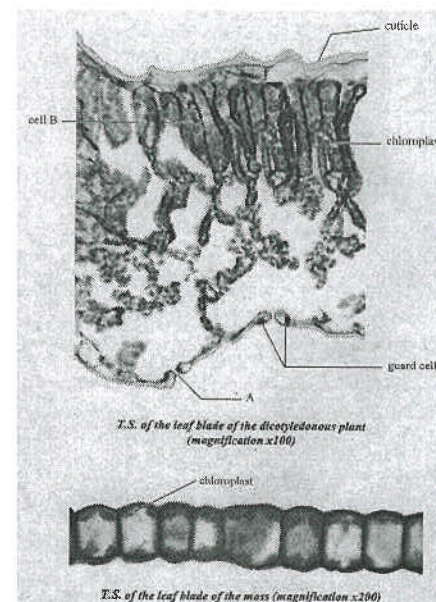 cuticle
cell B
chloroplast
guard cell
A
T.S. of the leaf blade of the dicotyledonous plant
(magnification x100)
chloroplast
T.S. of the leaf blade of the moss (magnification x200)